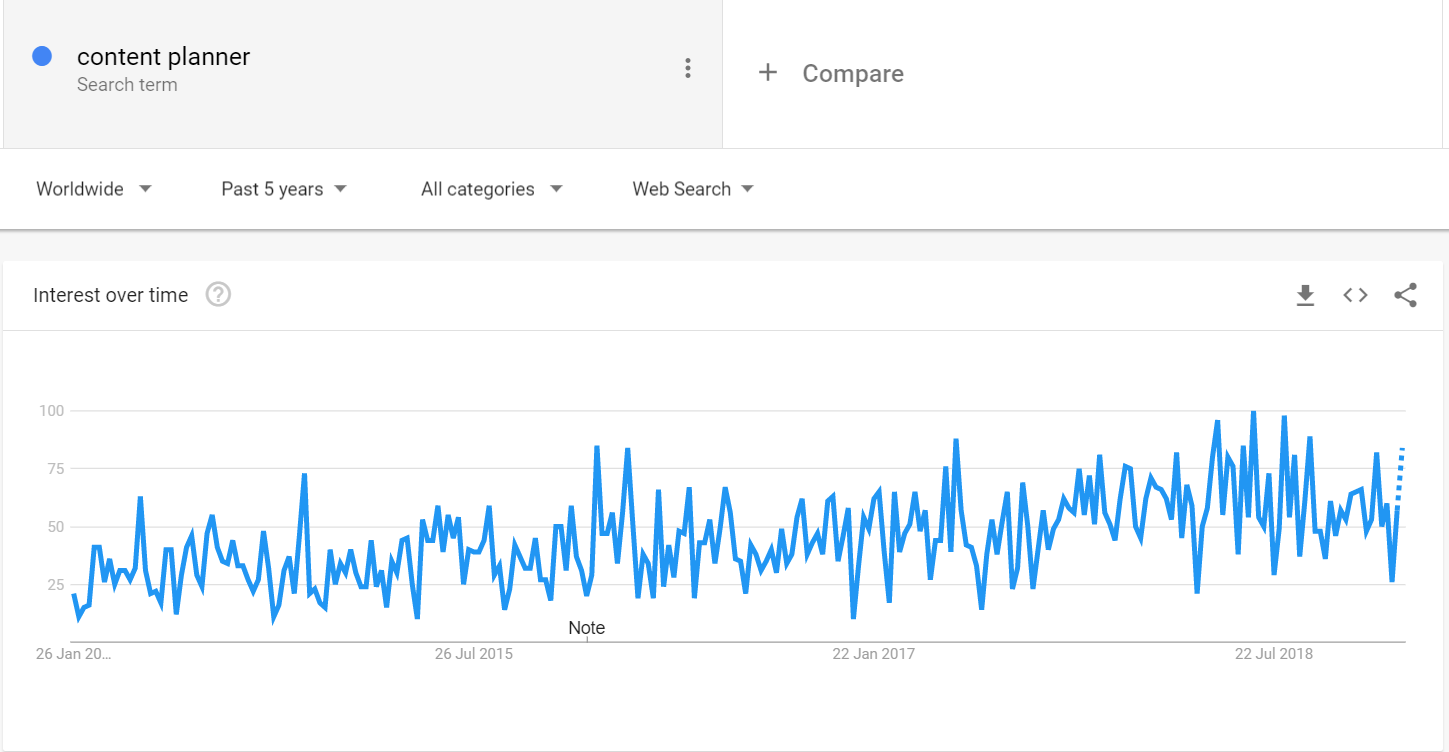 content planner
Search term
+ Compare
Worldwide
Past 5 years
All categories
Web Search
Interest over time ?
100
75
50
25
Note
26 Jan 20...
26 Jul 2015
22 Jan 2017
22 Jul 2018